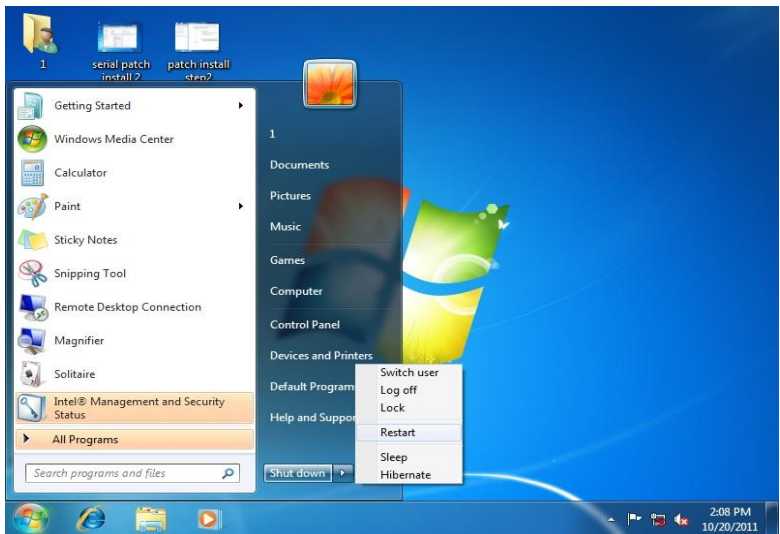 1
serial patch
install 2
patch install
step2
Getting Started
Windows Media Center
Calculator
Paint
Sticky Notes
Snipping Tool
Remote Desktop Connection
Magnifier
Solitaire
Intel® Management and Security
Status
All Programs
Search programs and files
1
Documents
Pictures
Music
Games
Computer
Control Panel
Devices and Printers
Default Program
Help and Suppor
Shut down
Switch user
Log off
Lock
Restart
Sleep
Hibernate
2:08 PM
10/20/2011